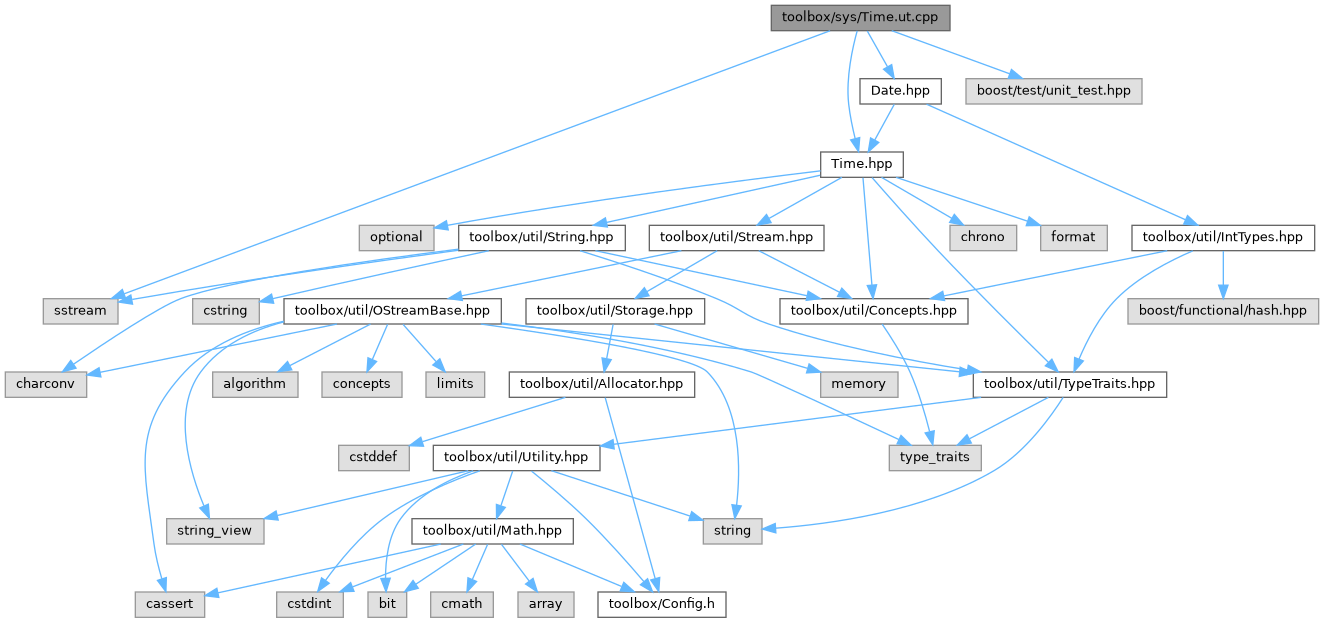 toolbox/sys/Time.ut.cpp
Date.hpp
boost/test/unit_test.hpp
Time.hpp
optional
toolbox/util/String.hpp
toolbox/util/Stream.hpp
chrono
format
toolbox/util/IntTypes.hpp
sstream
cstring
toolbox/util/OStreamBase.hpp
toolbox/util/Storage.hpp
toolbox/util/Concepts.hpp
boost/functional/hash.hpp
charconv
algorithm
concepts
limits
toolbox/util/Allocator.hpp
memory
toolbox/util/TypeTraits.hpp
cstddef
toolbox/util/Utility.hpp
type_traits
string_view
toolbox/util/Math.hpp
string
cassert
cstdint
bit
cmath
array
toolbox/Config.h